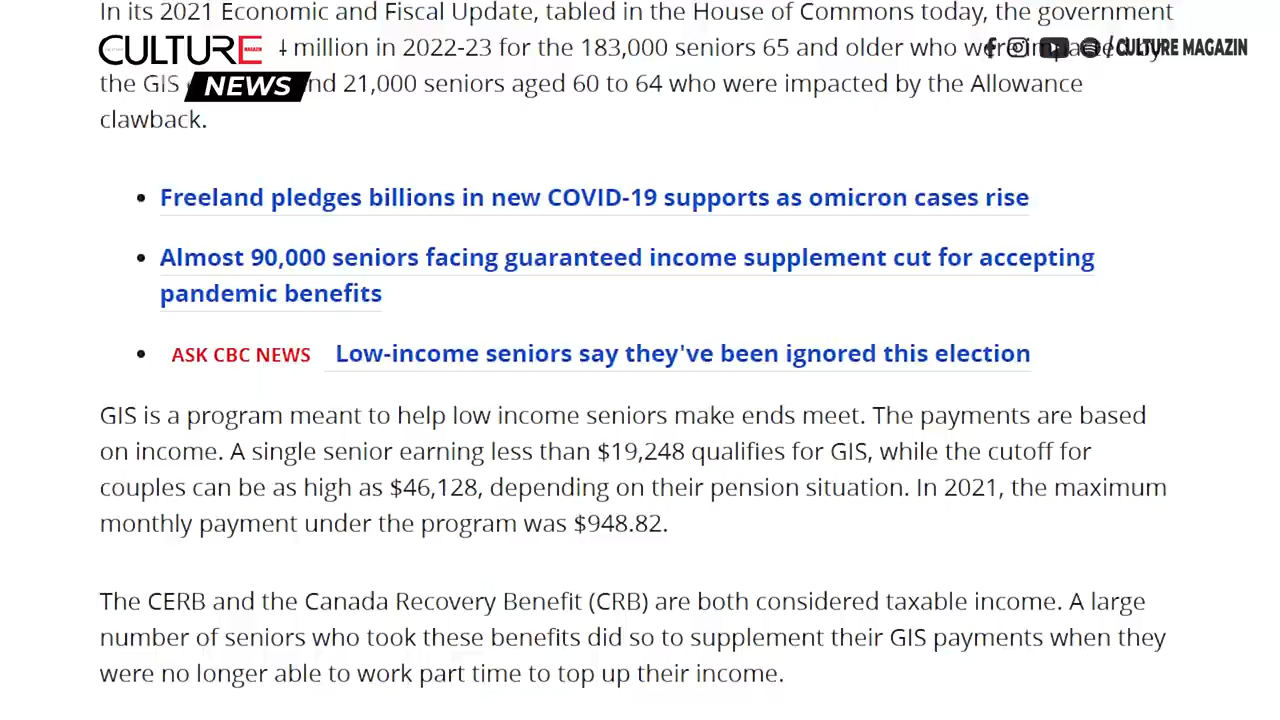 In its 2021 Economic and Fiscal Update, tabled in the House of Commons today, the government
CULTURE
MAGAZIN
NEWS
million in 2022-23 for the 183,000 seniors 65 and older who were impacted by
/ CULTURE MAGAZIN
the GIS and 21,000 seniors aged 60 to 64 who were impacted by the Allowance
clawback.
• Freeland pledges billions in new COVID-19 supports as omicron cases rise
• Almost 90,000 seniors facing guaranteed income supplement cut for accepting
pandemic benefits
• ASK CBC NEWS Low-income seniors say they've been ignored this election
GIS is a program meant to help low income seniors make ends meet. The payments are based
on income. A single senior earning less than $19,248 qualifies for GIS, while the cutoff for
couples can be as high as $46,128, depending on their pension situation. In 2021, the maximum
monthly payment under the program was $948.82.
The CERB and the Canada Recovery Benefit (CRB) are both considered taxable income. A large
number of seniors who took these benefits did so to supplement their GIS payments when they
were no longer able to work part time to top up their income.